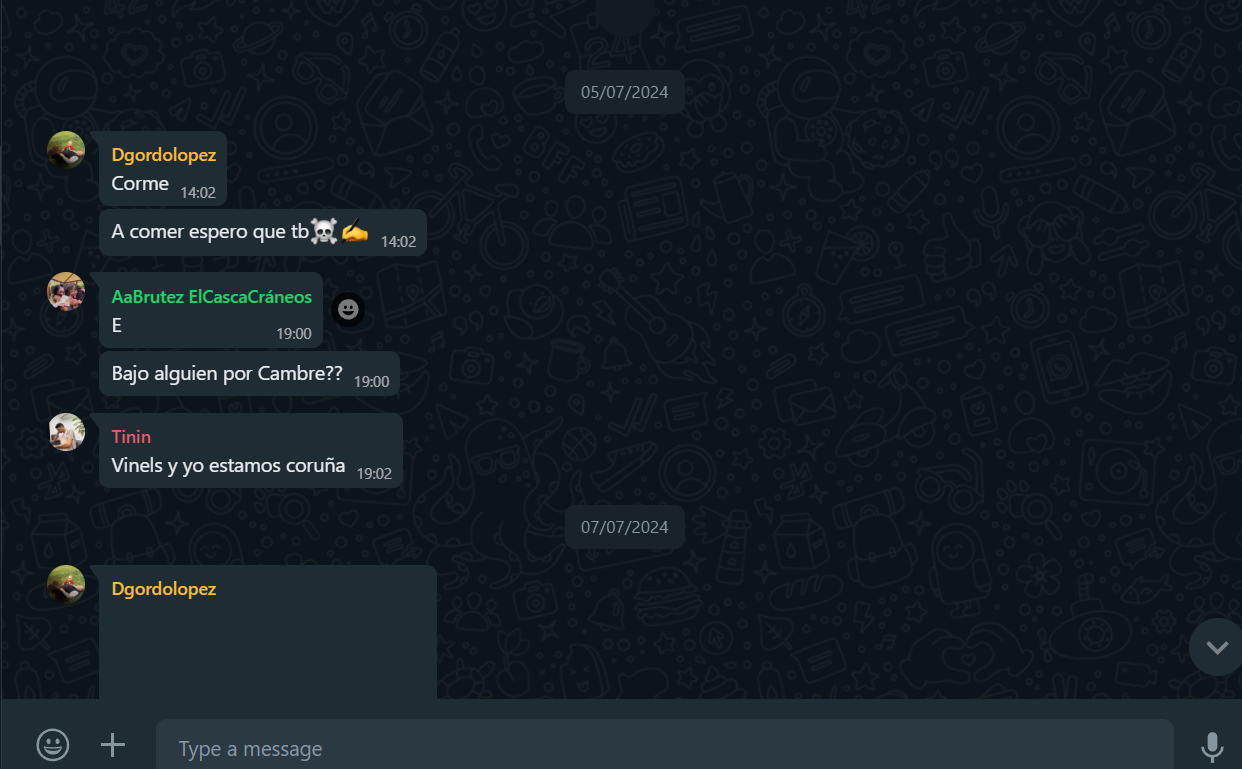 05/07/2024
Dgordolopez
Corme 14:02
A comer espero que tb☠️✍️ 14:02
AaBrutez ElCascaCráneos
E 19:00
Bajo alguien por Cambre?? 19:00
Tinin
Vinels y yo estamos coruña 19:02
07/07/2024
Dgordolopez
Type a message